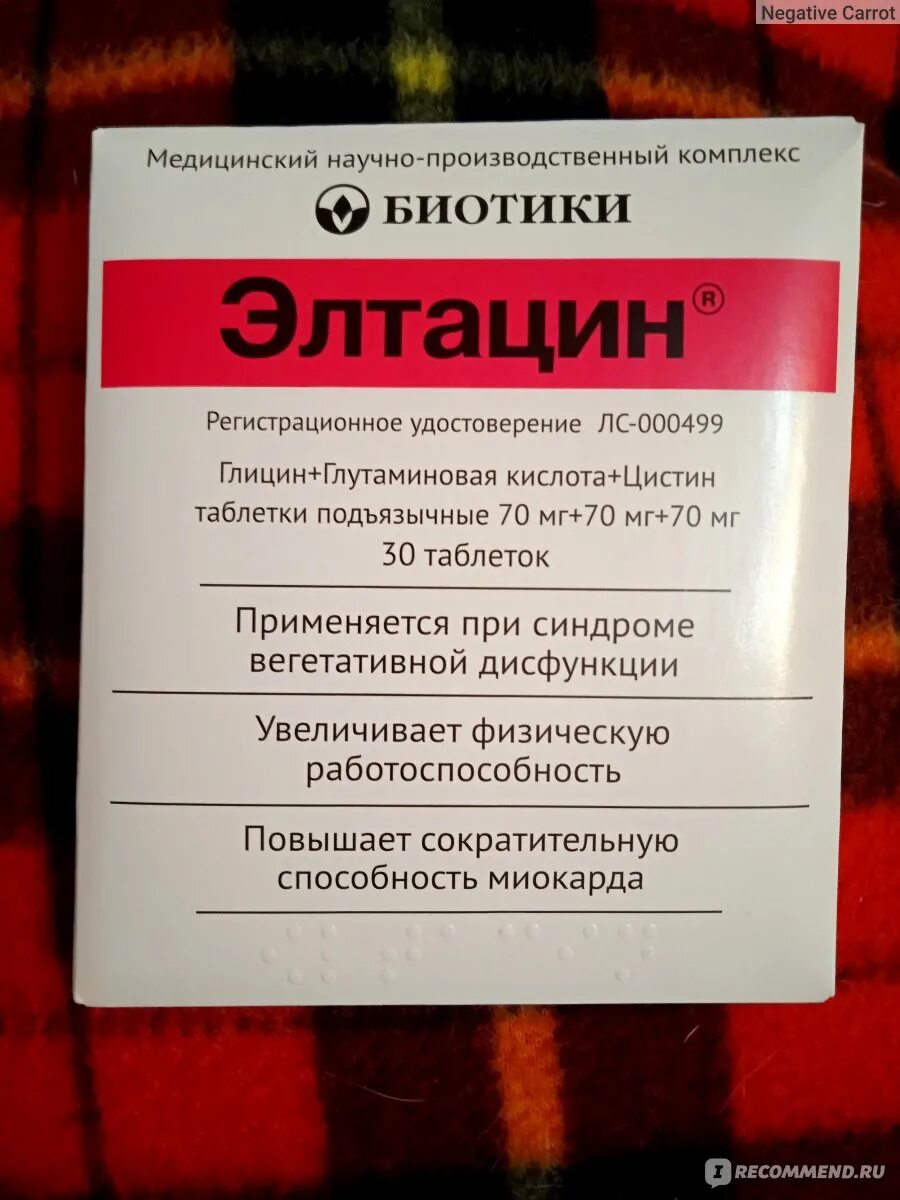 Negative Carrot
Медицинский научно-производственный комплекс
БИОТИКИ
Элтацин®
Регистрационное удостоверение ЛС-000499
Глицин+Глутаминовая кислота+Цистин
таблетки подъязычные 70 мг+70 мг+70 мг
30 таблеток
Применяется при синдроме
вегетативной дисфункции
Увеличивает физическую
работоспособность
Повышает сократительную
способность миокарда
IRECOMMEND.RU